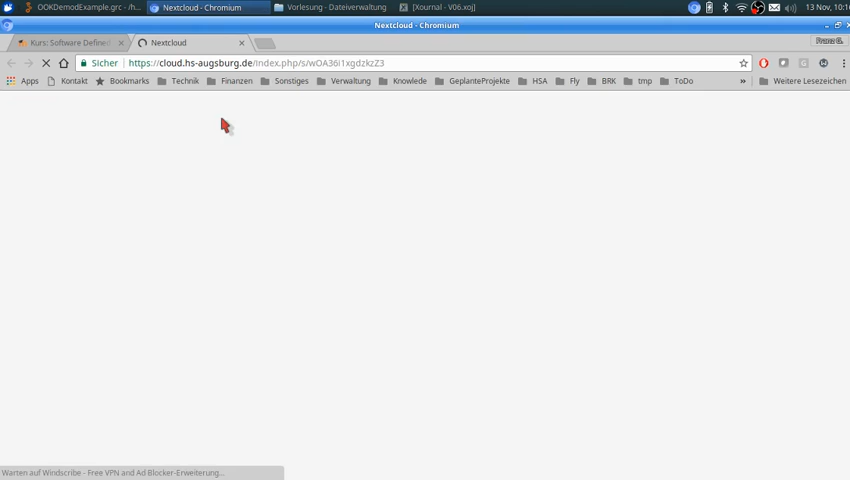 OOKDemodExample.grc - /h... Nextcloud - Chromium Vorlesung - Dateiverwaltung [Xournal - V06.xoj] 13 Nov, 10:16
Nextcloud - Chromium
Kurs: Software Defined Nextcloud Franz G.
Sicher https://cloud.hs-augsburg.de/index.php/s/
Apps Kontakt Bookmarks Technik Finanzen Sonstiges Verwaltung Knowlede GeplanteProjekte HSA Fly BRK tmp ToDo » Weitere Lesezeichen
Warten auf Windscribe - Free VPN and Ad-Blocker-Erweiterung...